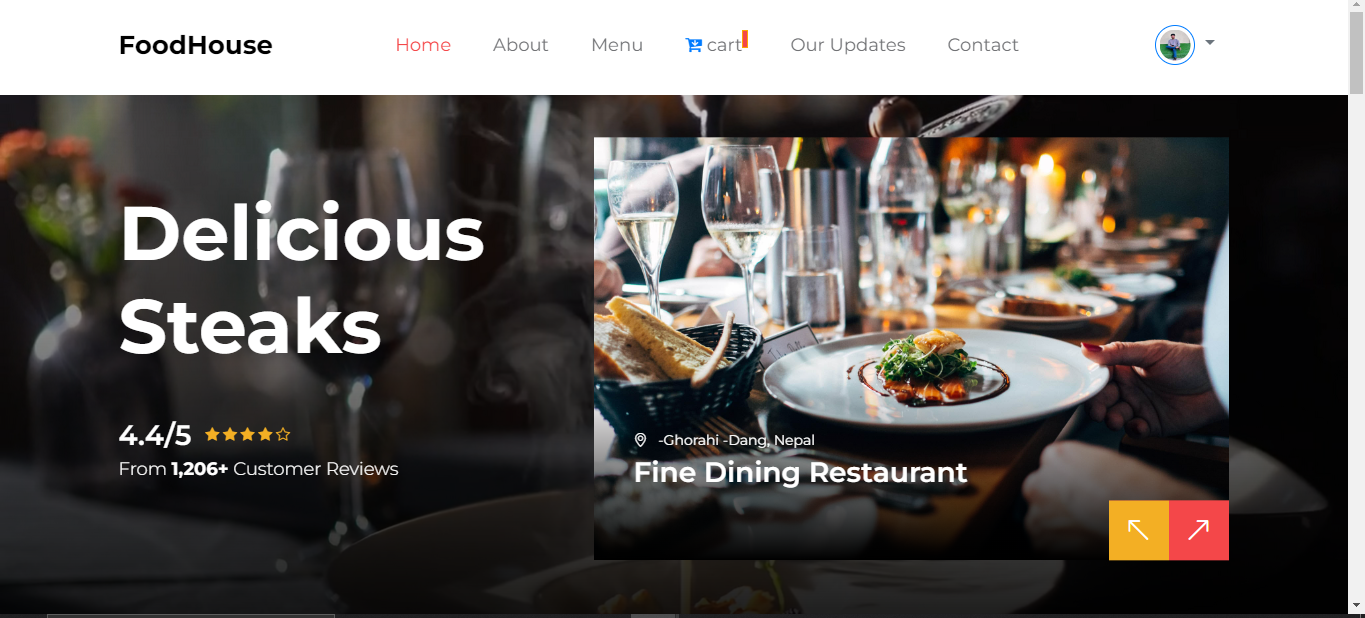 FoodHouse
Home
About
Menu
cart
Our Updates
Contact
Delicious
Steaks
4.4/5
From 1,206+ Customer Reviews
-Ghorahi -Dang, Nepal
Fine Dining Restaurant